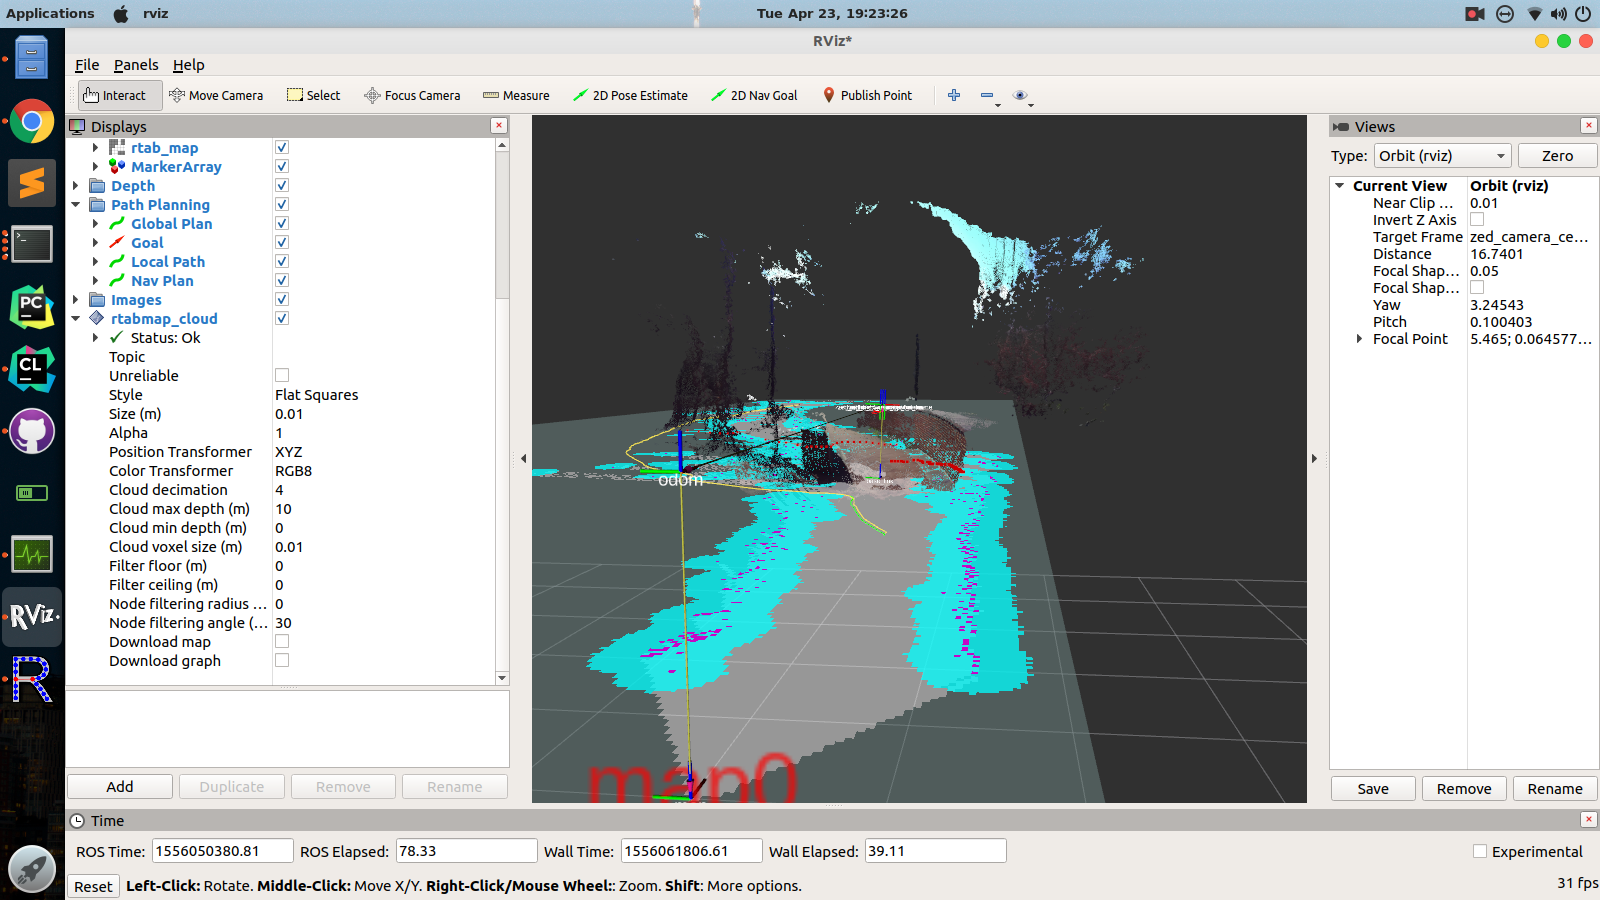 Applications rviz Tue Apr 23, 19:23:26
RViz*
File Panels Help
Interact Move Camera Select Focus Camera Measure 2D Pose Estimate 2D Nav Goal Publish Point
Displays
rtab_map
MarkerArray
Depth
Path Planning
Global Plan
Goal
Local Path
Nav Plan
Images
rtabmap_cloud
Status: Ok
Topic
Unreliable
Style Flat Squares
Size (m) 0.01
Alpha 1
Position Transformer XYZ
Color Transformer RGB8
Cloud decimation 4
Cloud max depth (m) 10
Cloud min depth (m) 0
Cloud voxel size (m) 0.01
Filter floor (m) 0
Filter ceiling (m) 0
Node filtering radius ... 0
Node filtering angle (... 30
Download map
Download graph
Add Duplicate Remove Rename
odom
map0
Views
Type: Orbit (rviz) Zero
Current View Orbit (rviz)
Near Clip ... 0.01
Invert Z Axis
Target Frame zed_camera_ce...
Distance 16.7401
Focal Shap... 0.05
Focal Shap...
Yaw 3.24543
Pitch 0.100403
Focal Point 5.465; 0.064577...
Save Remove Rename
Time
ROS Time: 1556050380.81 ROS Elapsed: 78.33 Wall Time: 1556061806.61 Wall Elapsed: 39.11 Experimental
Reset Left-Click: Rotate. Middle-Click: Move X/Y. Right-Click/Mouse Wheel:: Zoom. Shift: More options. 31 fps
PC
CL
RViz
R